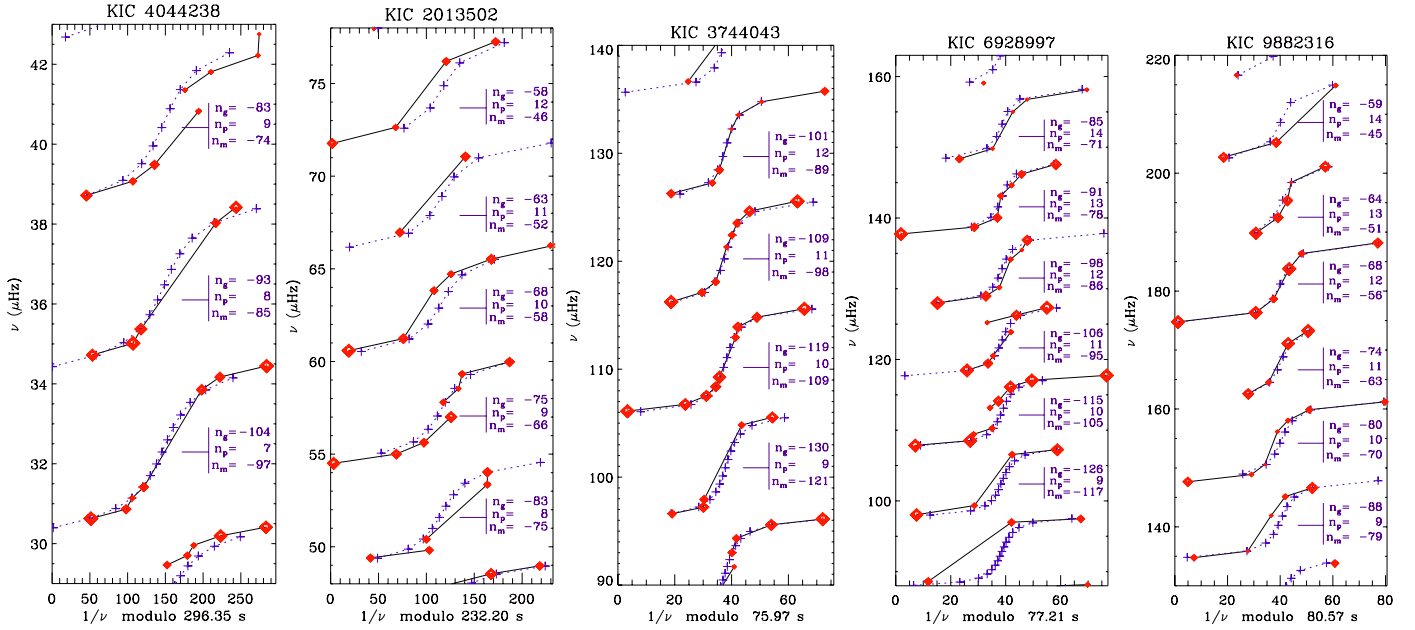 KIC 4044238
ν (μHz)
42
40
38
36
34
32
30
n_g= −83
n_p= 9
n_m= −74
n_g= −93
n_p= 8
n_m= −85
n_g= −104
n_p= 7
n_m= −97
0 50 100 150 200 250
1/ν modulo 296.35 s
KIC 2013502
ν (μHz)
75
70
65
60
55
50
n_g= −58
n_p= 12
n_m= −46
n_g= −63
n_p= 11
n_m= −52
n_g= −68
n_p= 10
n_m= −58
n_g= −75
n_p= 9
n_m= −66
n_g= −83
n_p= 8
n_m= −75
0 50 100 150 200
1/ν modulo 232.20 s
KIC 3744043
ν (μHz)
140
130
120
110
100
90
n_g= −101
n_p= 12
n_m= −89
n_g= −109
n_p= 11
n_m= −98
n_g= −119
n_p= 10
n_m= −109
n_g= −130
n_p= 9
n_m= −121
0 20 40 60
1/ν modulo 75.97 s
KIC 6928997
ν (μHz)
160
140
120
100
n_g= −85
n_p= 14
n_m= −71
n_g= −91
n_p= 13
n_m= −78
n_g= −98
n_p= 12
n_m= −86
n_g= −106
n_p= 11
n_m= −95
n_g= −115
n_p= 10
n_m= −105
n_g= −126
n_p= 9
n_m= −117
0 20 40 60
1/ν modulo 77.21 s
KIC 9882316
ν (μHz)
220
200
180
160
140
n_g= −59
n_p= 14
n_m= −45
n_g= −64
n_p= 13
n_m= −51
n_g= −68
n_p= 12
n_m= −56
n_g= −74
n_p= 11
n_m= −63
n_g= −80
n_p= 10
n_m= −70
n_g= −88
n_p= 9
n_m= −79
0 20 40 60 80
1/ν modulo 80.57 s